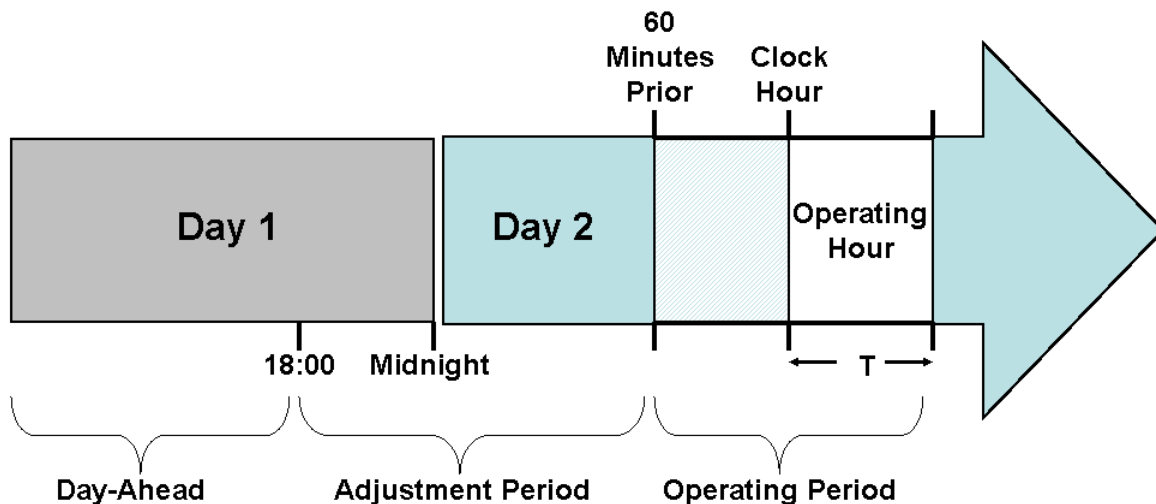 60
Minutes
Prior
Clock
Hour
Day 1
Day 2
Operating
Hour
18:00
Midnight
T
Day-Ahead
Adjustment Period
Operating Period